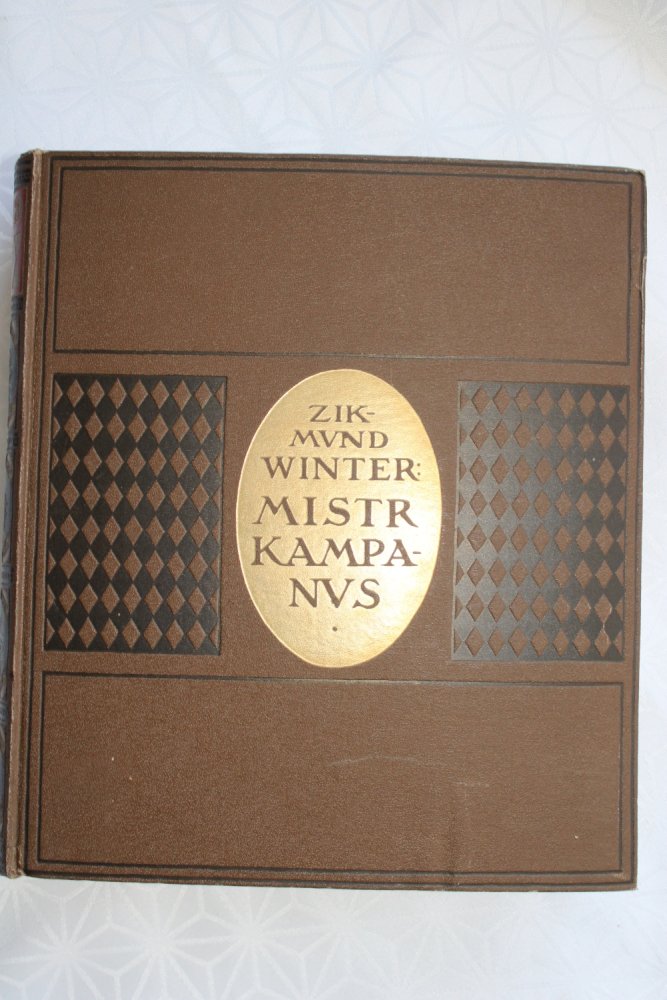 ZIK-
MVND
WINTER:
MISTR
KAMPA-
NVS